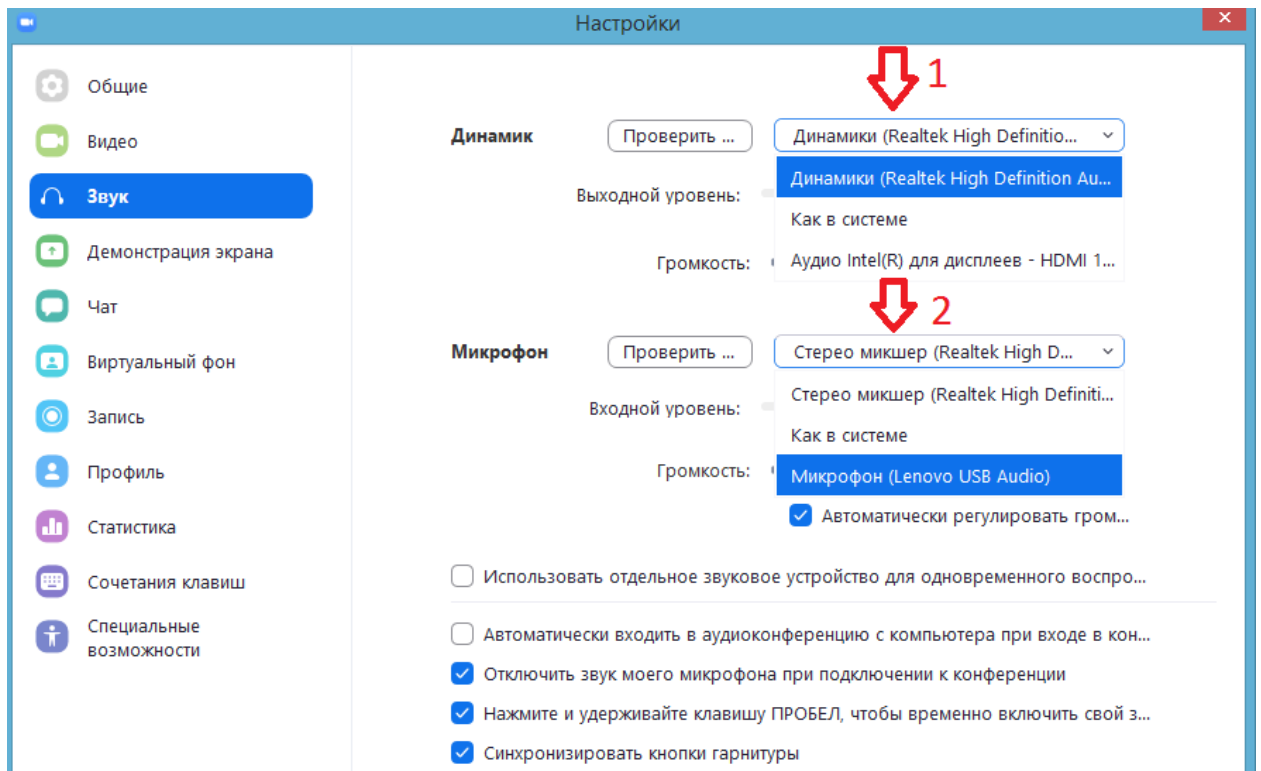 Настройки
Общие
Видео
Звук
Демонстрация экрана
Чат
Виртуальный фон
Запись
Профиль
Статистика
Сочетания клавиш
Специальные
возможности
1
Динамик
Проверить ...
Динамики (Realtek High Definitio...
Динамики (Realtek High Definition Au...
Как в системе
Аудио Intel(R) для дисплеев - HDMI 1...
Выходной уровень:
Громкость:
2
Микрофон
Проверить ...
Стерео микшер (Realtek High D...
Стерео микшер (Realtek High Definiti...
Как в системе
Микрофон (Lenovo USB Audio)
Входной уровень:
Громкость:
Автоматически регулировать гром...
Использовать отдельное звуковое устройство для одновременного воспро...
Автоматически входить в аудиоконференцию с компьютера при входе в кон...
Отключить звук моего микрофона при подключении к конференции
Нажмите и удерживайте клавишу ПРОБЕЛ, чтобы временно включить свой з...
Синхронизировать кнопки гарнитуры